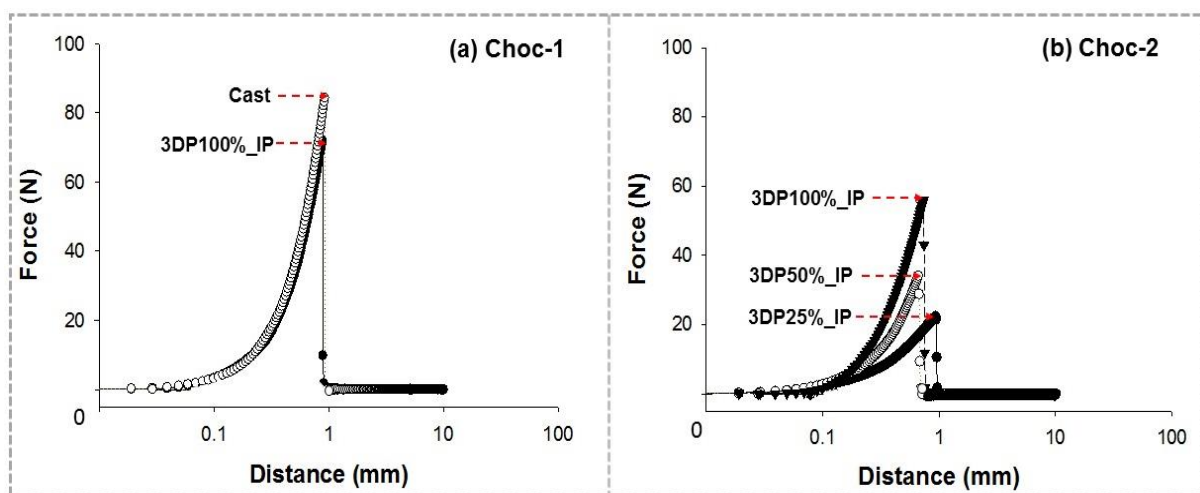 (a) Choc-1
100
80
60
40
20
0
Force (N)
Cast
3DP100%_IP
0.1
1
10
100
Distance (mm)
(b) Choc-2
100
80
60
40
20
0
Force (N)
3DP100%_IP
3DP50%_IP
3DP25%_IP
0.1
1
10
100
Distance (mm)